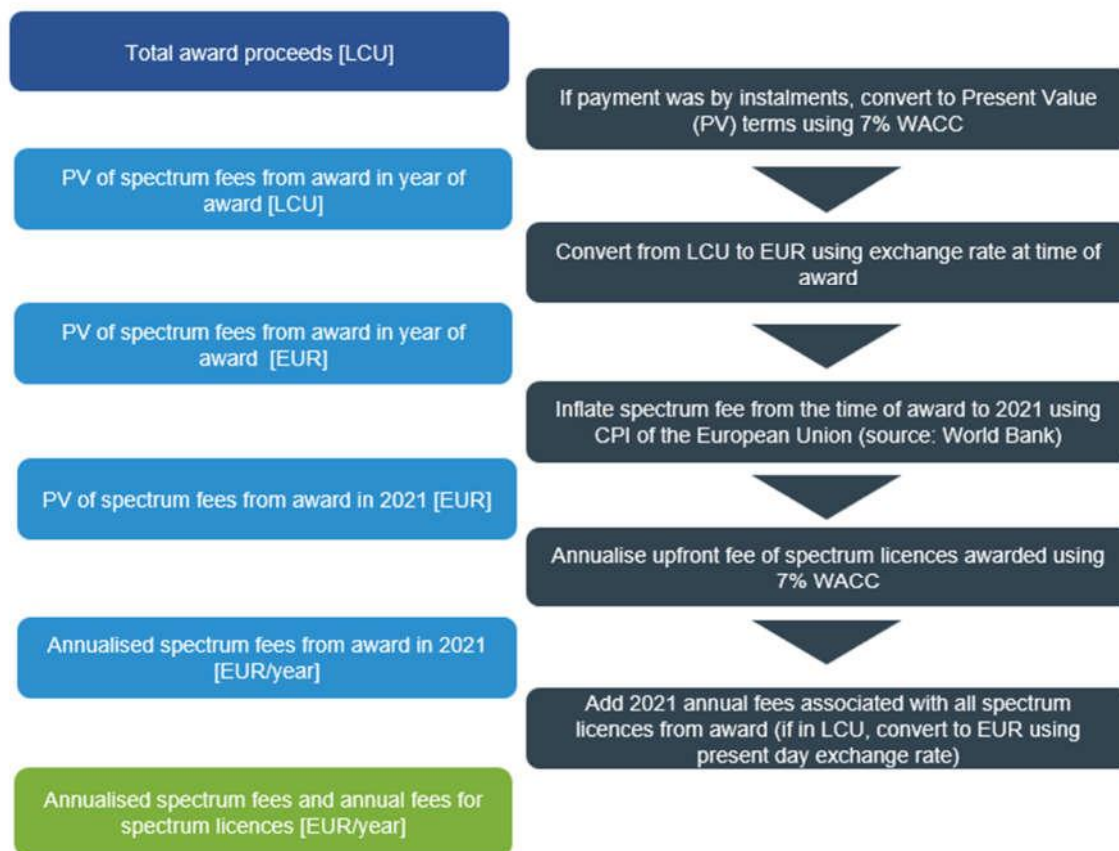 Total award proceeds [LCU]
If payment was by instalments, convert to Present Value
(PV) terms using 7% WACC
PV of spectrum fees from award in year of
award [LCU]
Convert from LCU to EUR using exchange rate at time of
award
PV of spectrum fees from award in year of
award [EUR]
Inflate spectrum fee from the time of award to 2021 using
CPI of the European Union (source: World Bank)
PV of spectrum fees from award in 2021 [EUR]
Annualise upfront fee of spectrum licences awarded using
7% WACC
Annualised spectrum fees from award in 2021
[EUR/year]
Add 2021 annual fees associated with all spectrum
licences from award (if in LCU, convert to EUR using
present day exchange rate)
Annualised spectrum fees and annual fees for
spectrum licences [EUR/year]